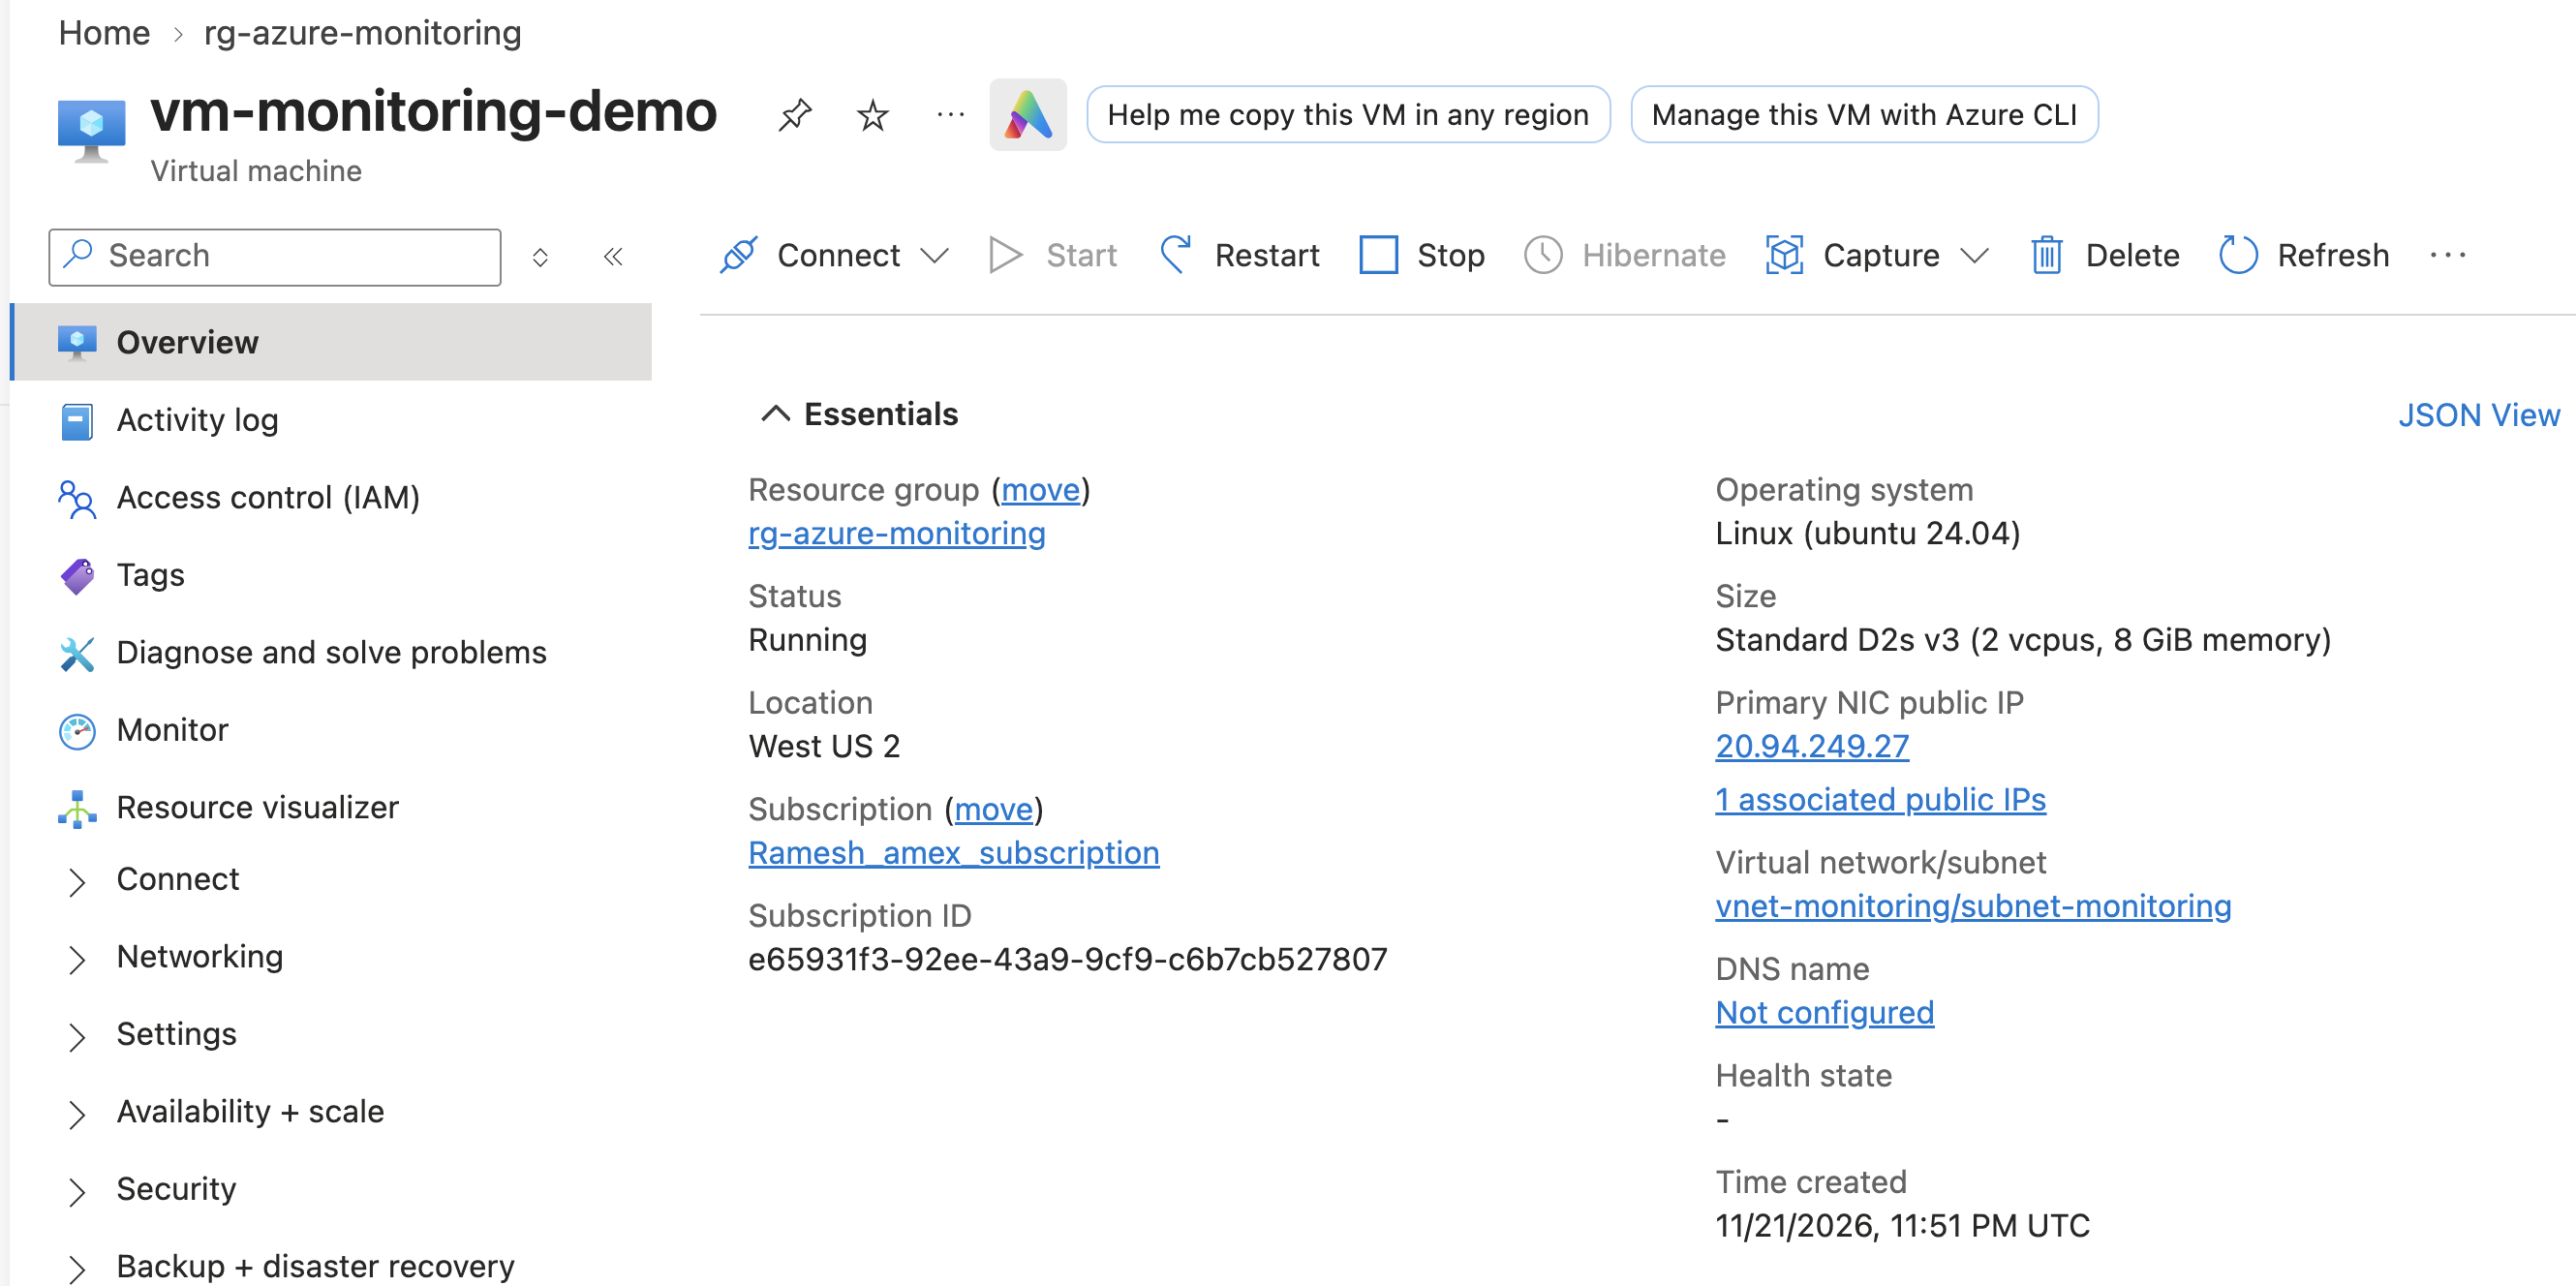 Home > rg-azure-monitoring
vm-monitoring-demo
Help me copy this VM in any region
Manage this VM with Azure CLI
Virtual machine
Search
Connect
Start
Restart
Stop
Hibernate
Capture
Delete
Refresh
Overview
Activity log
Access control (IAM)
Tags
Diagnose and solve problems
Monitor
Resource visualizer
Connect
Networking
Settings
Availability + scale
Security
Backup + disaster recovery
Essentials
JSON View
Resource group (move)
rg-azure-monitoring
Status
Running
Location
West US 2
Subscription (move)
Ramesh_amex_subscription
Subscription ID
e65931f3-92ee-43a9-9cf9-c6b7cb527807
Operating system
Linux (ubuntu 24.04)
Size
Standard D2s v3 (2 vcpus, 8 GiB memory)
Primary NIC public IP
20.94.249.27
1 associated public IPs
Virtual network/subnet
vnet-monitoring/subnet-monitoring
DNS name
Not configured
Health state
-
Time created
11/21/2026, 11:51 PM UTC